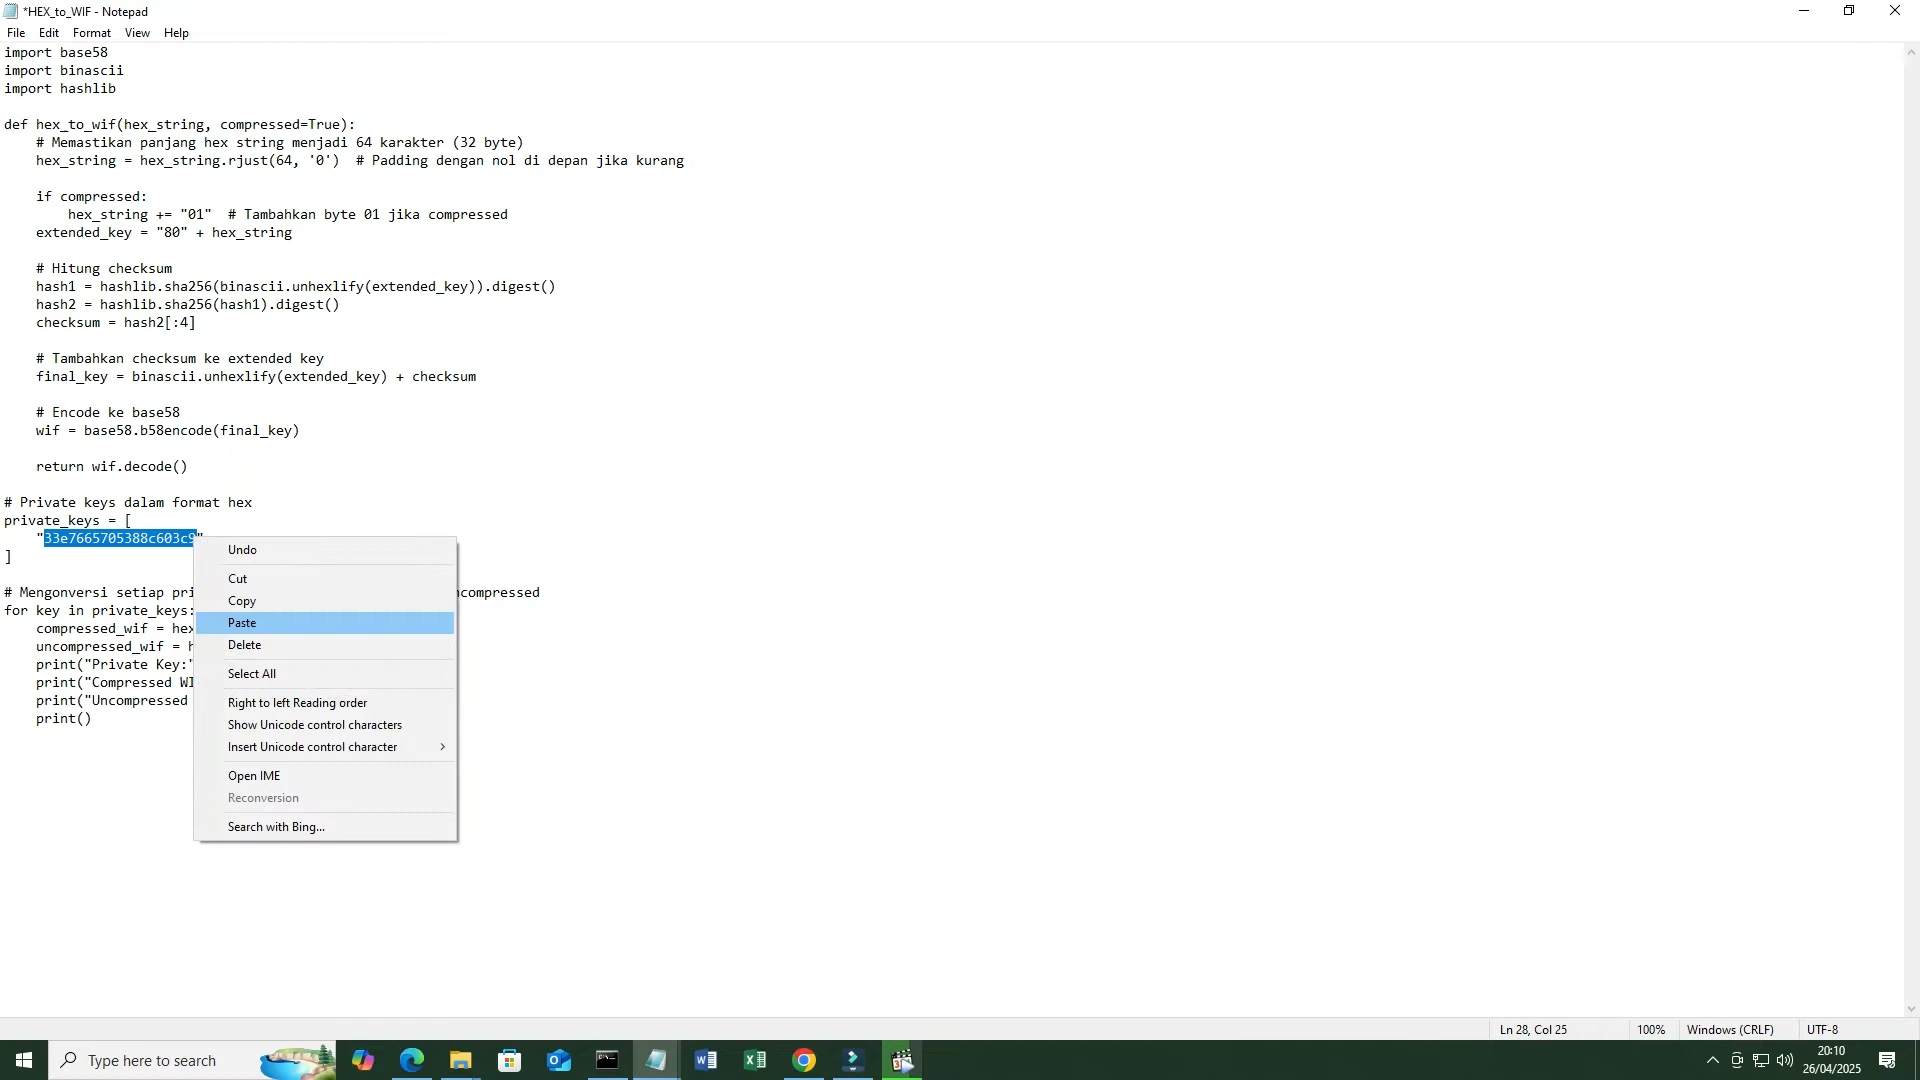 *HEX_to_WIF - Notepad
File Edit Format View Help
import base58
import binascii
import hashlib
def hex_to_wif(hex_string, compressed=True):
# Memastikan panjang hex string menjadi 64 karakter (32 byte)
hex_string = hex_string.rjust(64, '0')  # Padding dengan nol di depan jika kurang
if compressed:
hex_string += "01"  # Tambahkan byte 01 jika compressed
extended_key = "80" + hex_string
# Hitung checksum
hash1 = hashlib.sha256(binascii.unhexlify(extended_key)).digest()
hash2 = hashlib.sha256(hash1).digest()
checksum = hash2[:4]
# Tambahkan checksum ke extended key
final_key = binascii.unhexlify(extended_key) + checksum
# Encode ke base58
wif = base58.b58encode(final_key)
return wif.decode()
# Private keys dalam format hex
private_keys = [
"33e7665705388c603c9"
]
# Mengonversi setiap pri ncompressed
for key in private_keys:
compressed_wif = hex
uncompressed_wif = h
print("Private Key:"
print("Compressed WI
print("Uncompressed
print()
Undo
Cut
Copy
Paste
Delete
Select All
Right to left Reading order
Show Unicode control characters
Insert Unicode control character
Open IME
Reconversion
Search with Bing...
Ln 28, Col 25 100% Windows (CRLF) UTF-8
Type here to search
20:10
26/04/2025